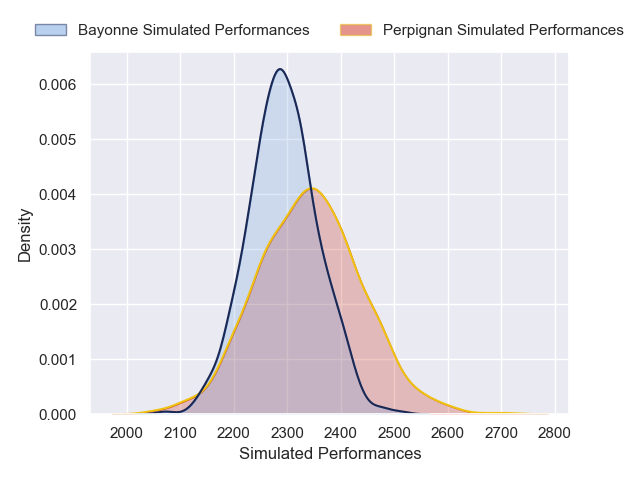 Bayonne Simulated Performances Perpignan Simulated Performances
0.006
0.005
0.004
0.003
0.002
0.001
0.000
Density
2000 2100 2200 2300 2400 2500 2600 2700 2800
Simulated Performances